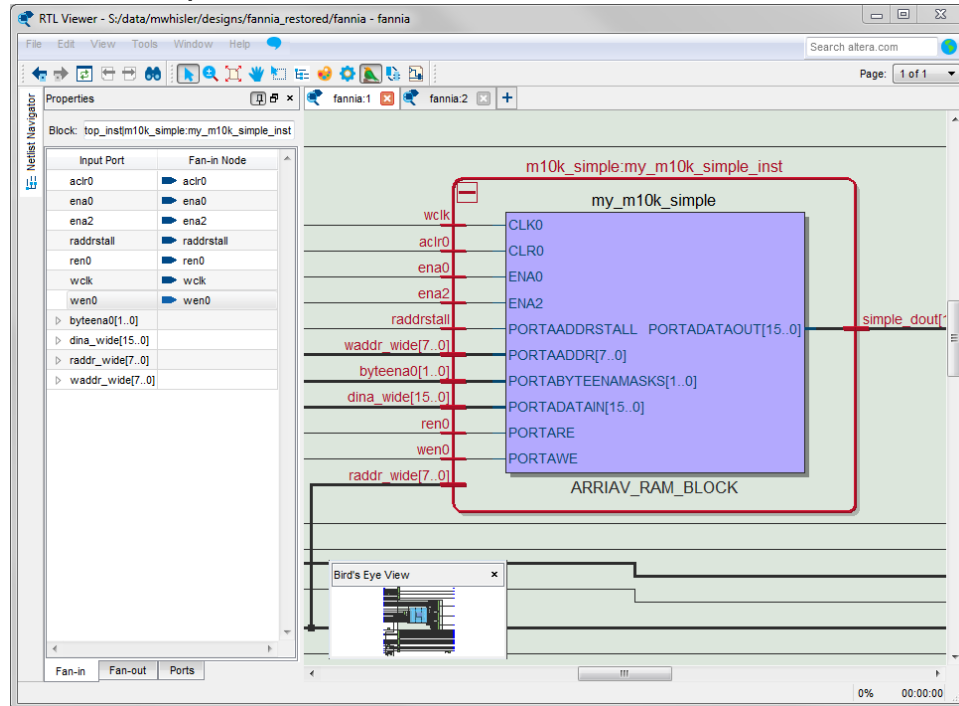 RTL Viewer - S:/data/mwhisler/designs/fannia_restored/fannia - fannia
File Edit View Tools Window Help
Search altera.com
Page: 1 of 1
Netlist Navigator
Properties
fannia:1
fannia:2
Block: top_inst|m10k_simple:my_m10k_simple_inst
Input Port Fan-in Node
aclr0 aclr0
ena0 ena0
ena2 ena2
raddrstall raddrstall
ren0 ren0
wclk wclk
wen0 wen0
byteena0[1..0]
dina_wide[15..0]
raddr_wide[7..0]
waddr_wide[7..0]
m10k_simple:my_m10k_simple_inst
my_m10k_simple
wclk CLK0
aclr0 CLR0
ena0 ENA0
ena2 ENA2
raddrstall PORTAADDRSTALL PORTADATAOUT[15..0] simple_dout[1
waddr_wide[7..0] PORTAADDR[7..0]
byteena0[1..0] PORTABYTEENAMASKS[1..0]
dina_wide[15..0] PORTADATAIN[15..0]
ren0 PORTARE
wen0 PORTAWE
raddr_wide[7..0]
ARRIAV_RAM_BLOCK
Bird's Eye View
Fan-in Fan-out Ports
0% 00:00:00